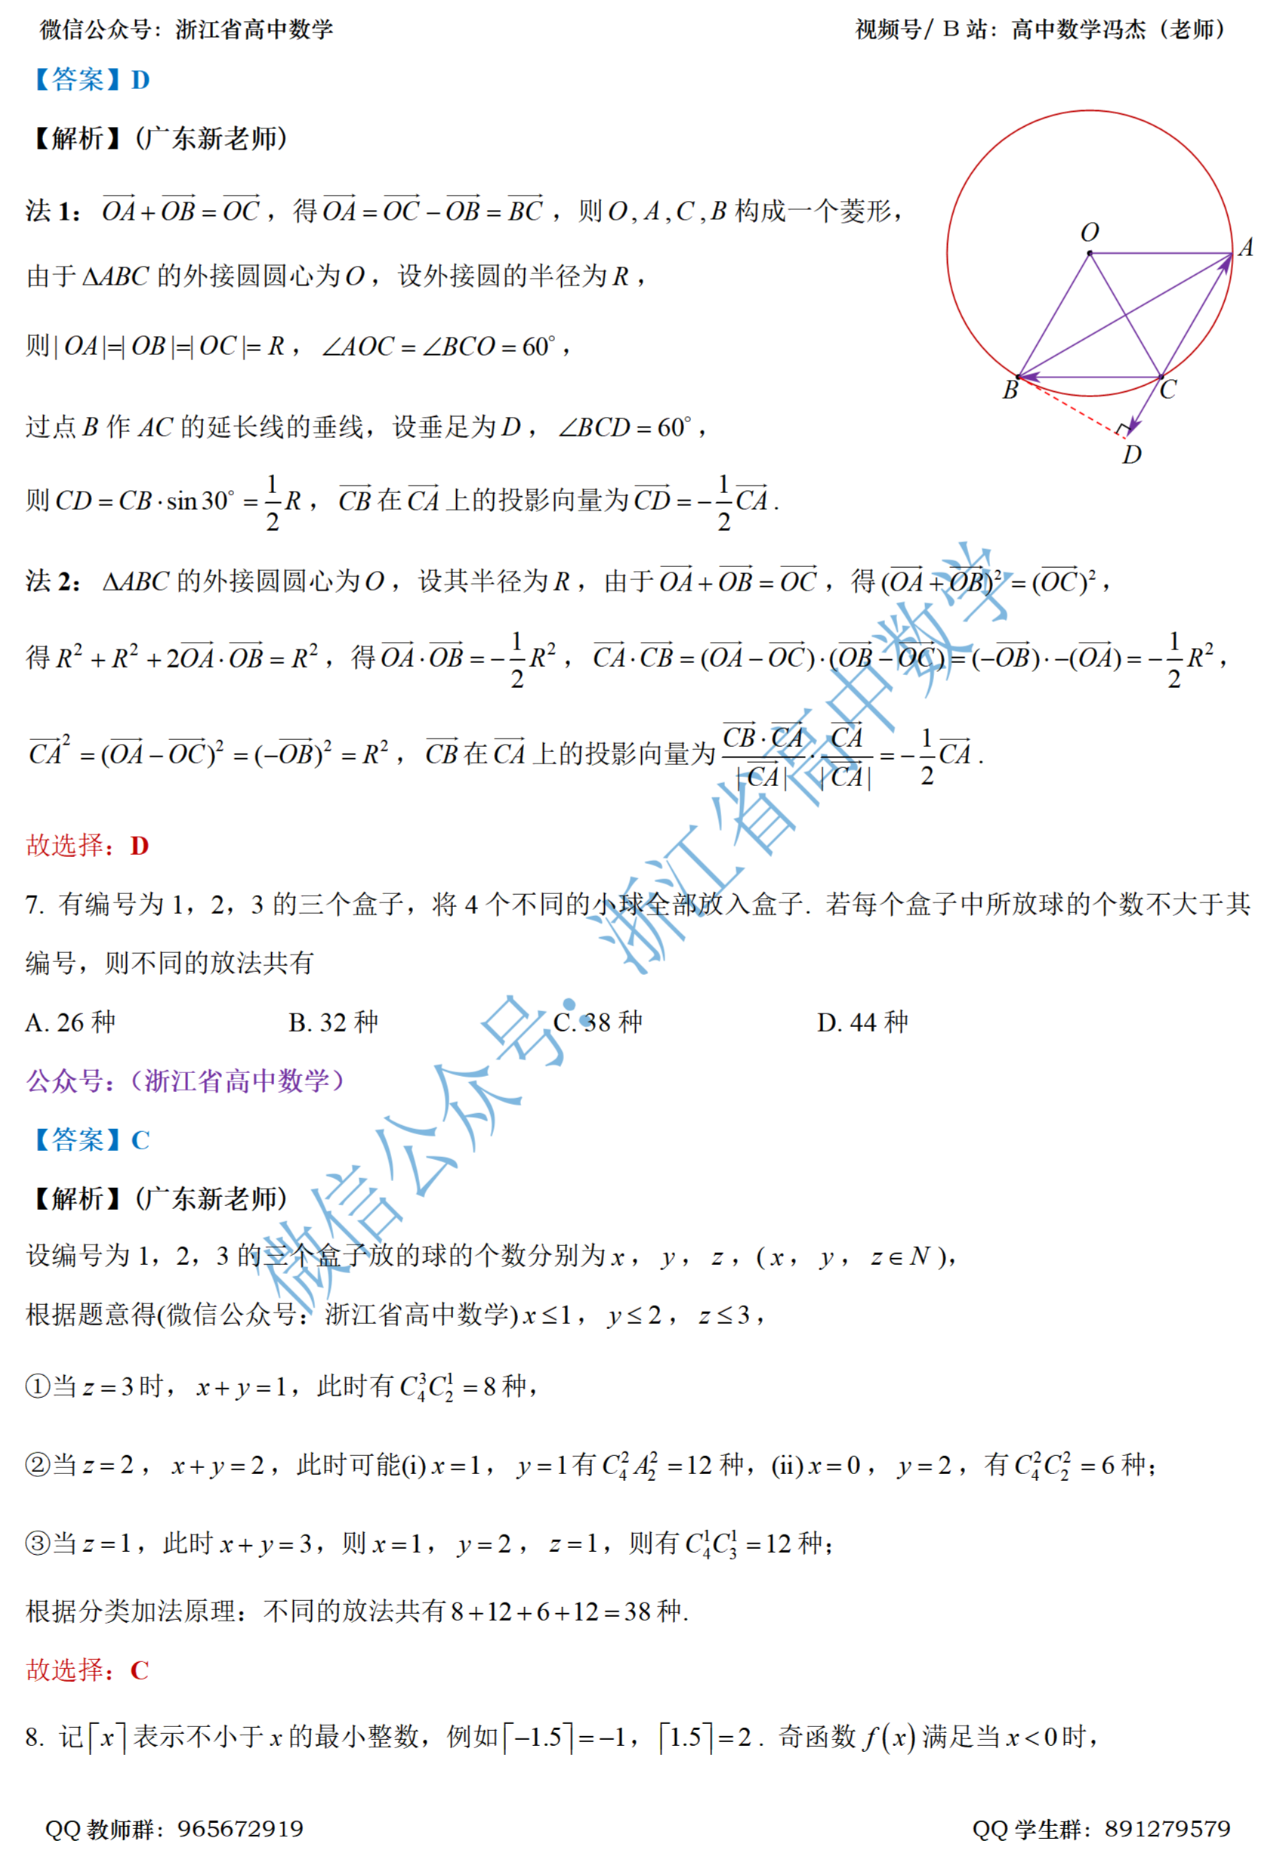 微信公众号：浙江省高中数学
视频号/ B 站：高中数学冯杰（老师）
【答案】D
【解析】(广东新老师)
法 1：$\overrightarrow{OA}+\overrightarrow{OB}=\overrightarrow{OC}$，得$\overrightarrow{OA}=\overrightarrow{OC}-\overrightarrow{OB}=\overrightarrow{BC}$，则$O,A,C,B$构成一个菱形，
由于$\Delta ABC$的外接圆圆心为$O$，设外接圆的半径为$R$，
则$|OA|=|OB|=|OC|=R$，$\angle AOC=\angle BCO=60^{\circ}$，
过点$B$作$AC$的延长线的垂线，设垂足为$D$，$\angle BCD=60^{\circ}$，
则$CD=CB\cdot\sin 30^{\circ}=\frac{1}{2}R$，$\overrightarrow{CB}$在$\overrightarrow{CA}$上的投影向量为$\overrightarrow{CD}=-\frac{1}{2}\overrightarrow{CA}$.
O
A
B
C
D
法 2：$\Delta ABC$的外接圆圆心为$O$，设其半径为$R$，由于$\overrightarrow{OA}+\overrightarrow{OB}=\overrightarrow{OC}$，得$(\overrightarrow{OA}+\overrightarrow{OB})^2=(\overrightarrow{OC})^2$，
得$R^2+R^2+2\overrightarrow{OA}\cdot\overrightarrow{OB}=R^2$，得$\overrightarrow{OA}\cdot\overrightarrow{OB}=-\frac{1}{2}R^2$，$\overrightarrow{CA}\cdot\overrightarrow{CB}=(\overrightarrow{OA}-\overrightarrow{OC})\cdot(\overrightarrow{OB}-\overrightarrow{OC})=(-\overrightarrow{OB})\cdot-(\overrightarrow{OA})=-\frac{1}{2}R^2$，
$\overrightarrow{CA}^2=(\overrightarrow{OA}-\overrightarrow{OC})^2=(-\overrightarrow{OB})^2=R^2$，$\overrightarrow{CB}$在$\overrightarrow{CA}$上的投影向量为$\frac{\overrightarrow{CB}\cdot\overrightarrow{CA}}{|\overrightarrow{CA}|}\cdot\frac{\overrightarrow{CA}}{|\overrightarrow{CA}|}=-\frac{1}{2}\overrightarrow{CA}$.
故选择：D
7. 有编号为 1，2，3 的三个盒子，将 4 个不同的小球全部放入盒子. 若每个盒子中所放球的个数不大于其
编号，则不同的放法共有
A. 26 种 B. 32 种 C. 38 种 D. 44 种
公众号：（浙江省高中数学）
【答案】C
【解析】(广东新老师)
设编号为 1，2，3 的三个盒子放的球的个数分别为$x$，$y$，$z$，($x$，$y$，$z\in N$)，
根据题意得(微信公众号：浙江省高中数学)$x\leq 1$，$y\leq 2$，$z\leq 3$，
①当$z=3$时，$x+y=1$，此时有$C_4^3C_2^1=8$种，
②当$z=2$，$x+y=2$，此时可能(i)$x=1$，$y=1$有$C_4^2A_2^2=12$种，(ii)$x=0$，$y=2$，有$C_4^2C_2^2=6$种；
③当$z=1$，此时$x+y=3$，则$x=1$，$y=2$，$z=1$，则有$C_4^1C_3^1=12$种；
根据分类加法原理：不同的放法共有$8+12+6+12=38$种.
故选择：C
8. 记$\lceil x\rceil$表示不小于$x$的最小整数，例如$\lceil -1.5\rceil=-1$，$\lceil 1.5\rceil=2$. 奇函数$f(x)$满足当$x<0$时，
微信公众号：浙江省高中数学
QQ 教师群：965672919
QQ 学生群：891279579